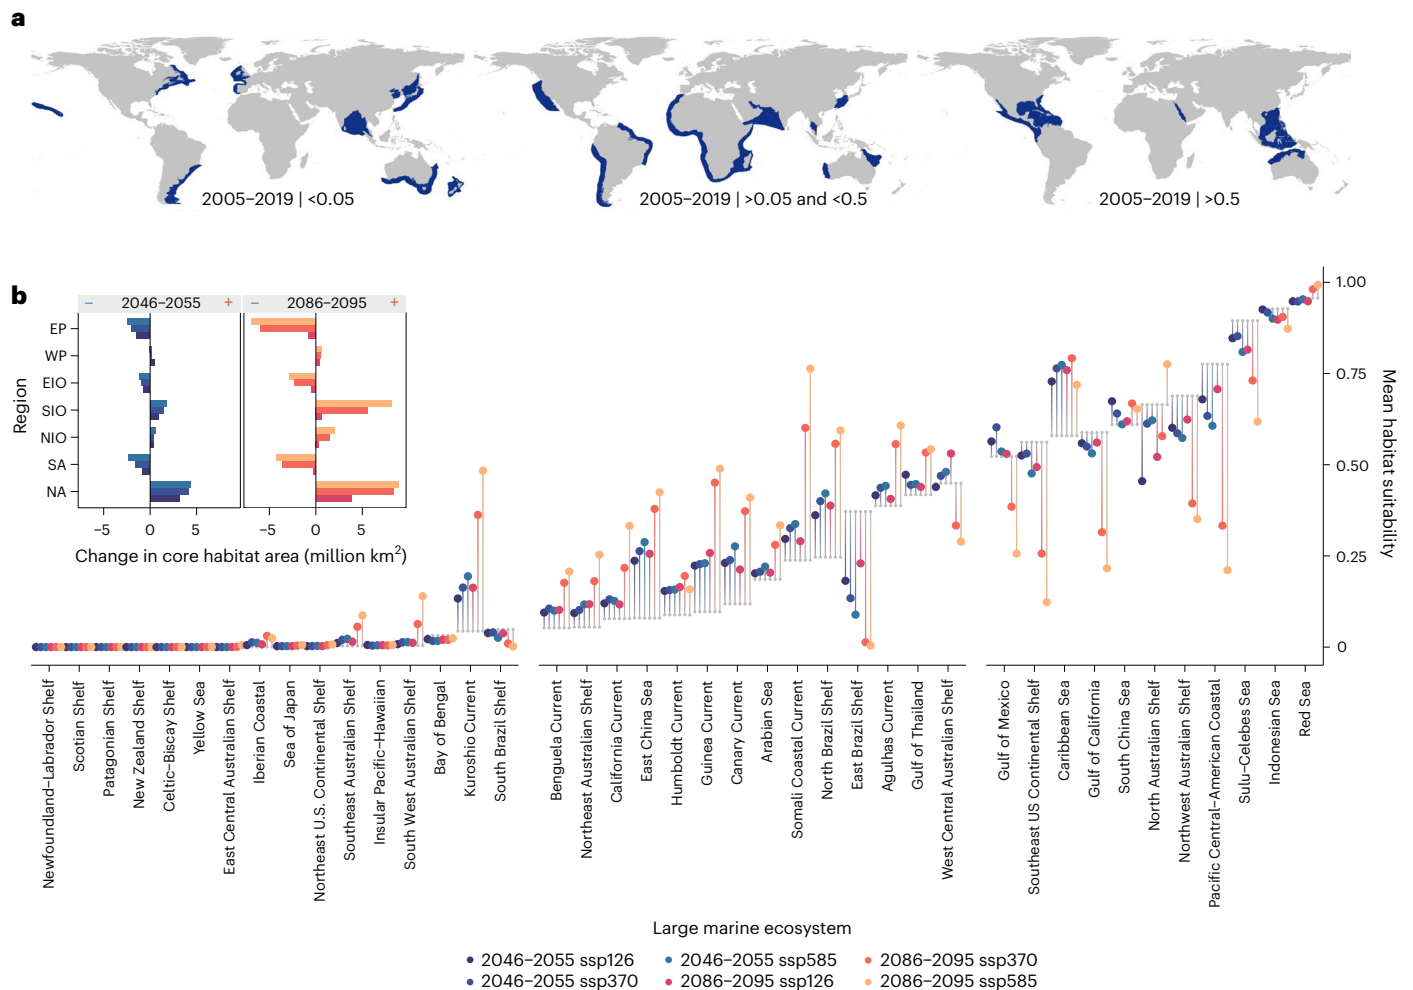 a
2005–2019 | <0.05
2005–2019 | >0.05 and <0.5
2005–2019 | >0.5
b
– 2046–2055 +
– 2086–2095 +
Region
EP
WP
EIO
SIO
NIO
SA
NA
–5 0 5
–5 0 5
Change in core habitat area (million km²)
1.00
0.75
0.50
0.25
0
Mean habitat suitability
Newfoundland–Labrador Shelf
Scotian Shelf
Patagonian Shelf
New Zealand Shelf
Celtic–Biscay Shelf
Yellow Sea
East Central Australian Shelf
Iberian Coastal
Sea of Japan
Northeast U.S. Continental Shelf
Southeast Australian Shelf
Insular Pacific–Hawaiian
South West Australian Shelf
Bay of Bengal
Kuroshio Current
South Brazil Shelf
Benguela Current
Northeast Australian Shelf
California Current
East China Sea
Humboldt Current
Guinea Current
Canary Current
Arabian Sea
Somali Coastal Current
North Brazil Shelf
East Brazil Shelf
Agulhas Current
Gulf of Thailand
West Central Australian Shelf
Gulf of Mexico
Southeast US Continental Shelf
Caribbean Sea
Gulf of California
South China Sea
North Australian Shelf
Northwest Australian Shelf
Pacific Central–American Coastal
Sulu–Celebes Sea
Indonesian Sea
Red Sea
Large marine ecosystem
2046–2055 ssp126
2046–2055 ssp585
2086–2095 ssp370
2046–2055 ssp370
2086–2095 ssp126
2086–2095 ssp585